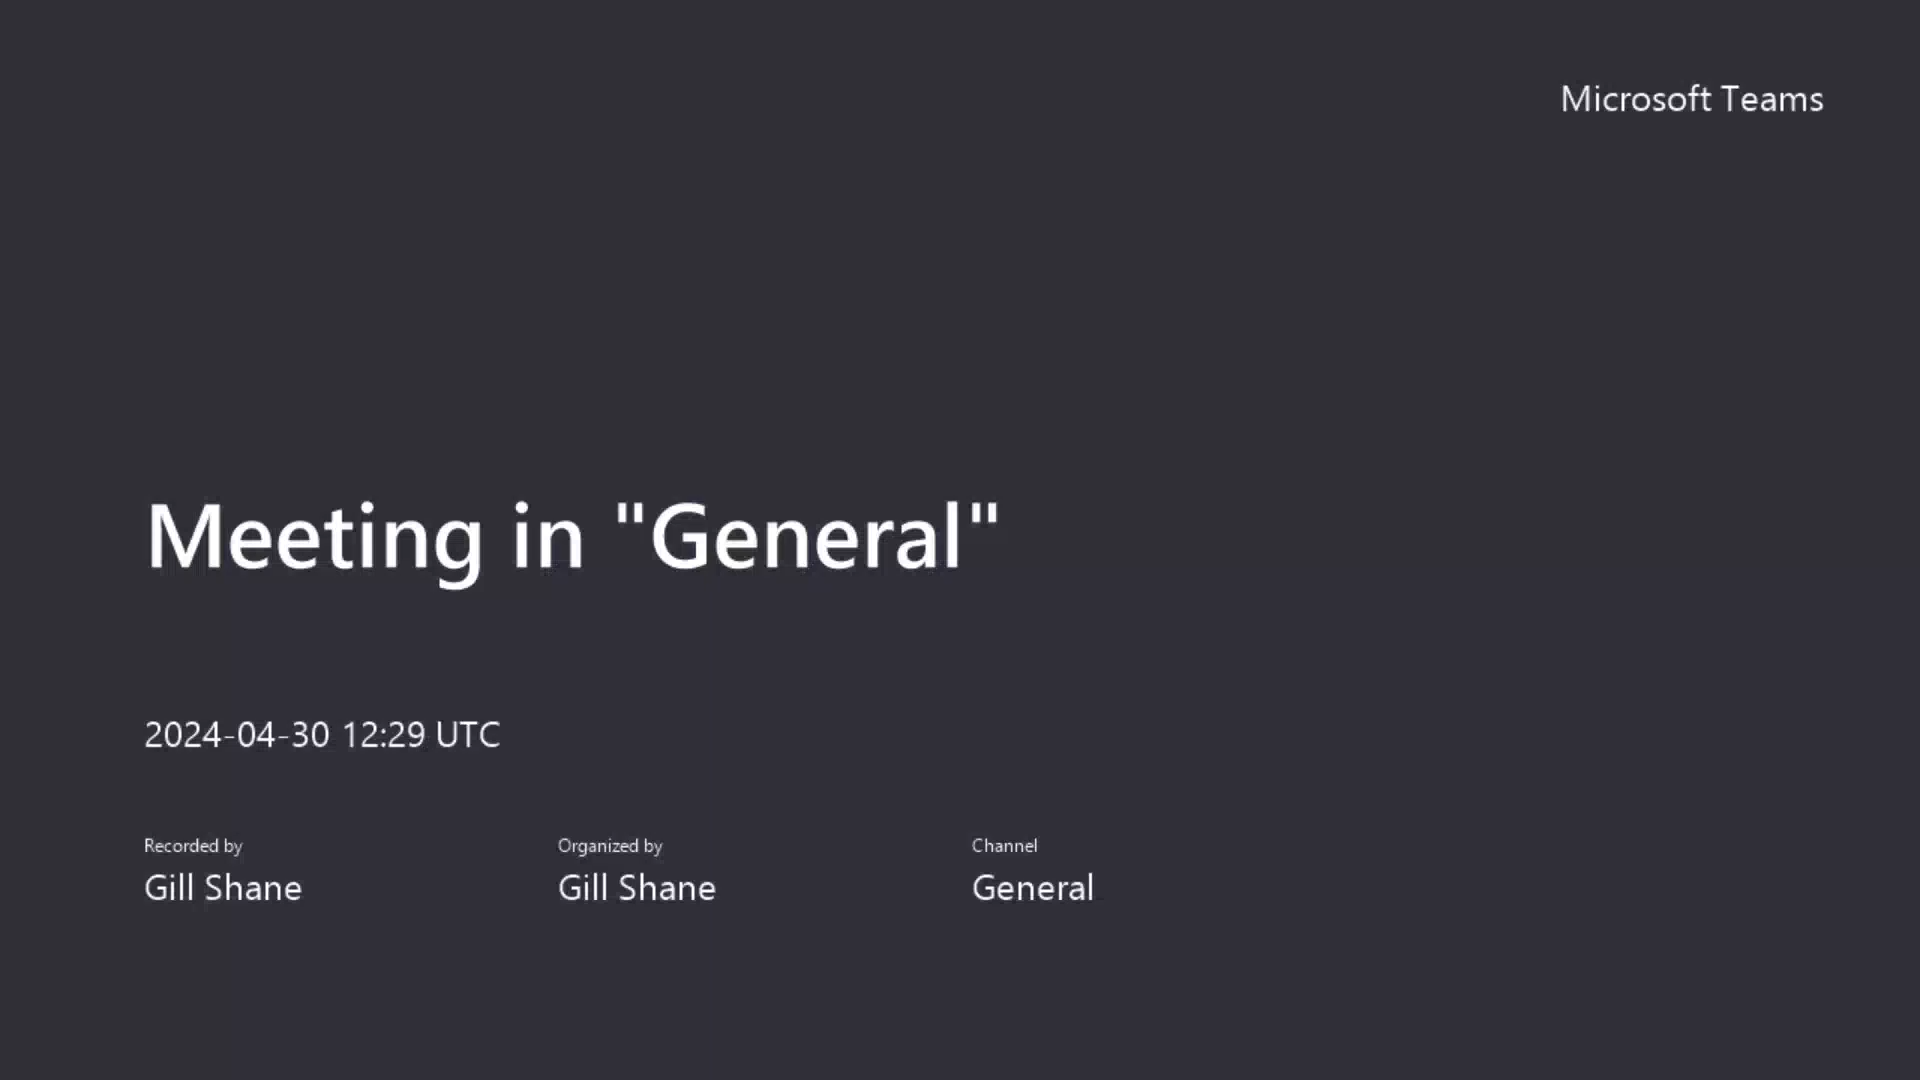 Microsoft Teams
Meeting in "General"
2024-04-30 12:29 UTC
Recorded by
Gill Shane
Organized by
Gill Shane
Channel
General